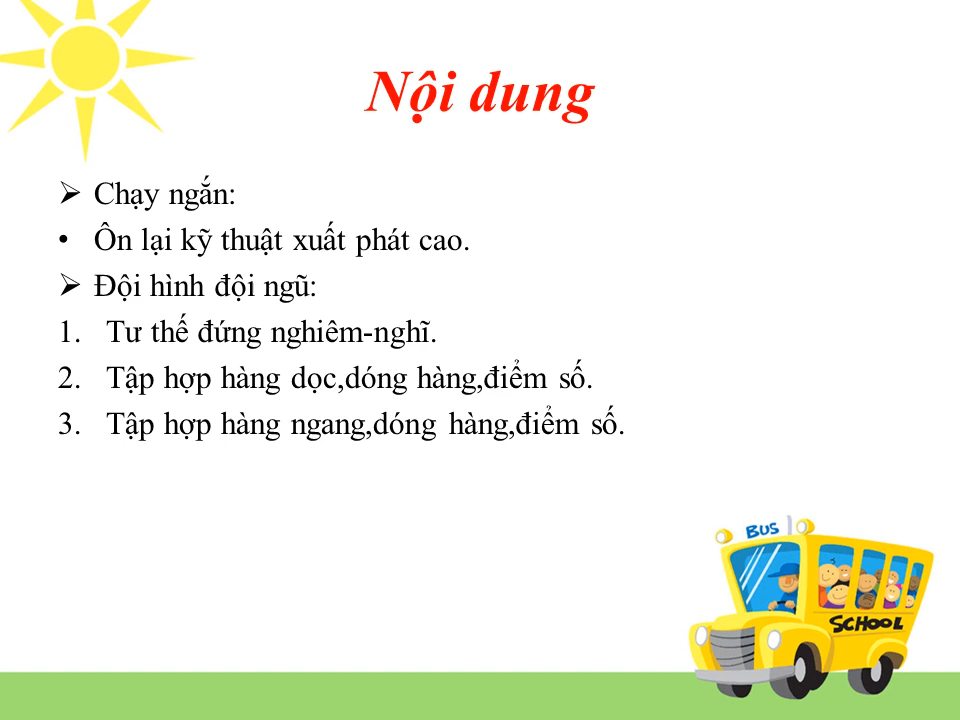 Nội dung
➢ Chạy ngắn:
• Ôn lại kỹ thuật xuất phát cao.
➢ Đội hình đội ngũ:
1. Tư thế đứng nghiêm-nghĩ.
2. Tập hợp hàng dọc,dóng hàng,điểm số.
3. Tập hợp hàng ngang,dóng hàng,điểm số.
BUS
SCHOOL